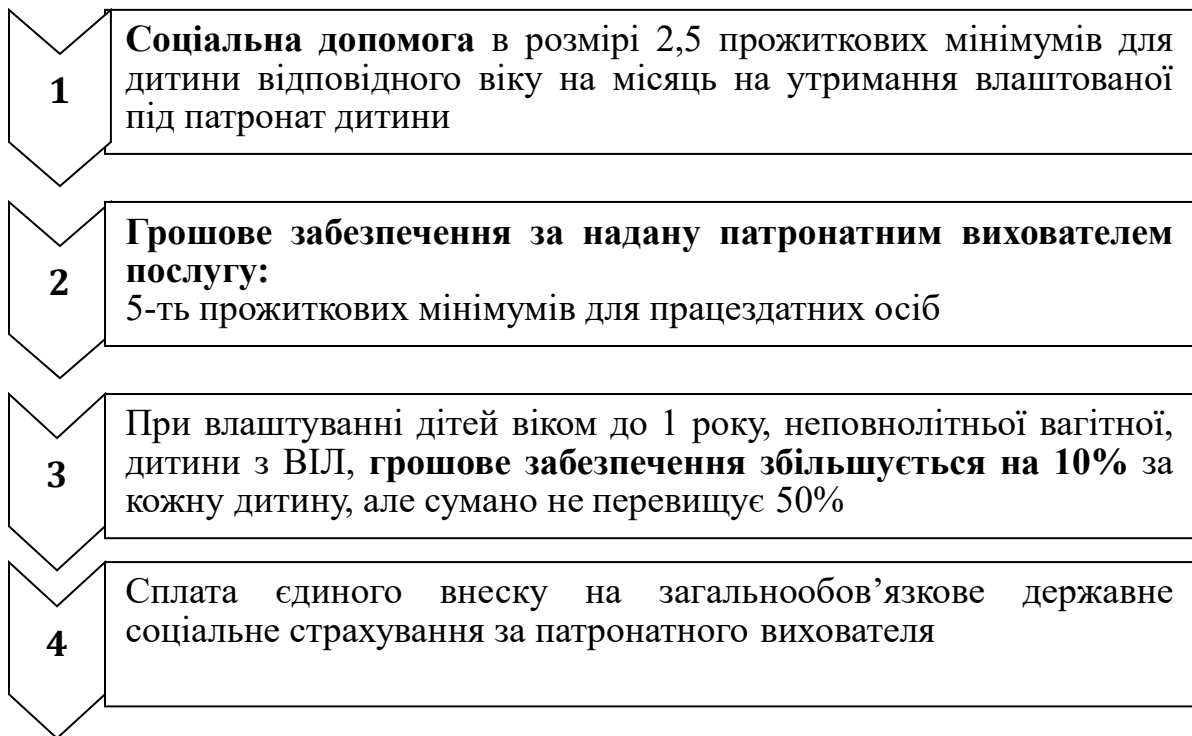 1
Соціальна допомога в розмірі 2,5 прожиткових мінімумів для
дитини відповідного віку на місяць на утримання влаштованої
під патронат дитини
2
Грошове забезпечення за надану патронатним вихователем
послугу:
5-ть прожиткових мінімумів для працездатних осіб
3
При влаштуванні дітей віком до 1 року, неповнолітньої вагітної,
дитини з ВІЛ, грошове забезпечення збільшується на 10% за
кожну дитину, але сумано не перевищує 50%
4
Сплата єдиного внеску на загальнообов’язкове державне
соціальне страхування за патронатного вихователя